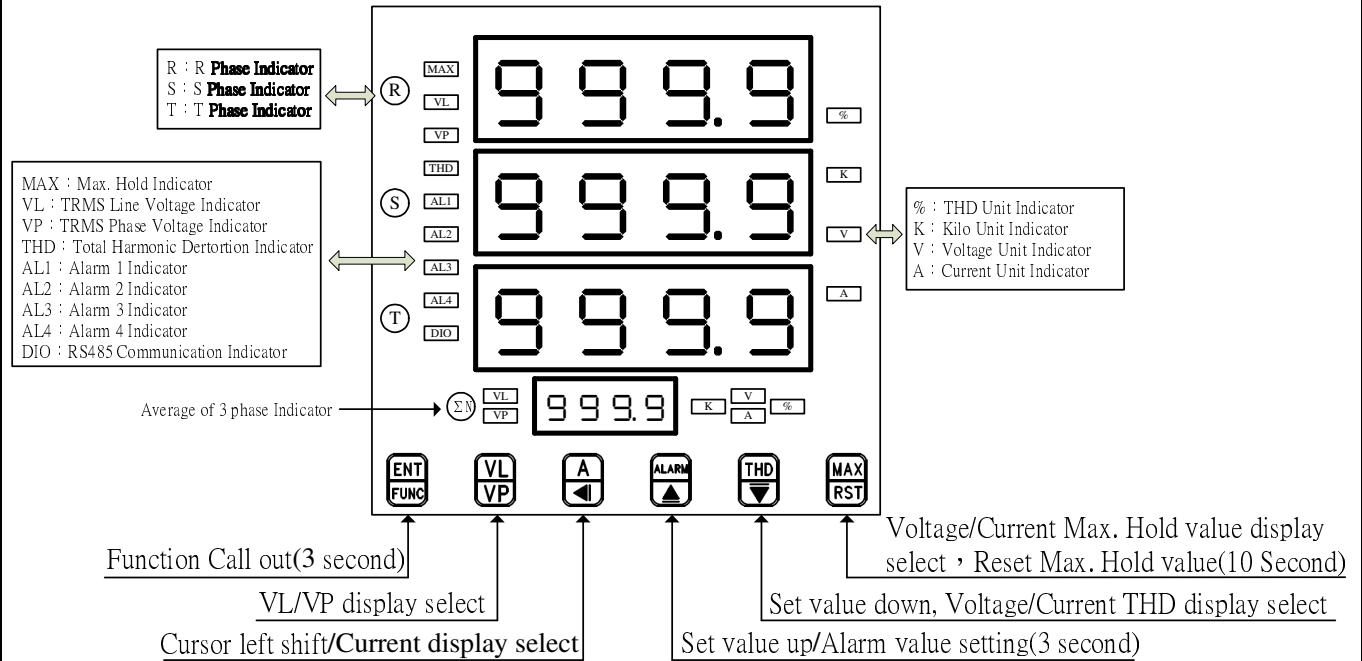 R：R Phase Indicator
S：S Phase Indicator
T：T Phase Indicator
MAX：Max. Hold Indicator
VL：TRMS Line Voltage Indicator
VP：TRMS Phase Voltage Indicator
THD：Total Harmonic Dertortion Indicator
AL1：Alarm 1 Indicator
AL2：Alarm 2 Indicator
AL3：Alarm 3 Indicator
AL4：Alarm 4 Indicator
DIO：RS485 Communication Indicator
Average of 3 phase Indicator
R
S
T
MAX
VL
VP
THD
AL1
AL2
AL3
AL4
DIO
999.9
999.9
999.9
%
K
V
A
%：THD Unit Indicator
K：Kilo Unit Indicator
V：Voltage Unit Indicator
A：Current Unit Indicator
ΣN
VL
VP
999.9
K
V
A
%
ENT
FUNC
VL
VP
A
ALARM
THD
MAX
RST
Function Call out(3 second)
VL/VP display select
Cursor left shift/Current display select
Voltage/Current Max. Hold value display
select，Reset Max. Hold value(10 Second)
Set value down, Voltage/Current THD display select
Set value up/Alarm value setting(3 second)